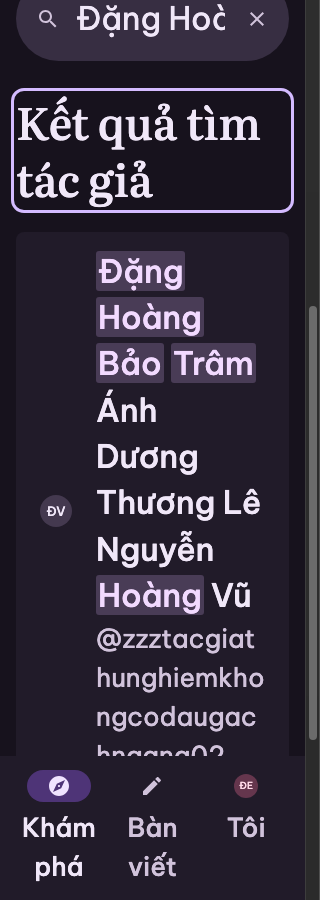 Đặng Hoà
Kết quả tìm
tác giả
Đặng
Hoàng
Bảo Trâm
Ánh
Dương
Thương Lê
Nguyễn
Hoàng Vũ
ĐV
@zzztacgiat
hunghiemkho
ngcodaugac
hngang02
ĐE
Khám
phá
Bàn
viết
Tôi